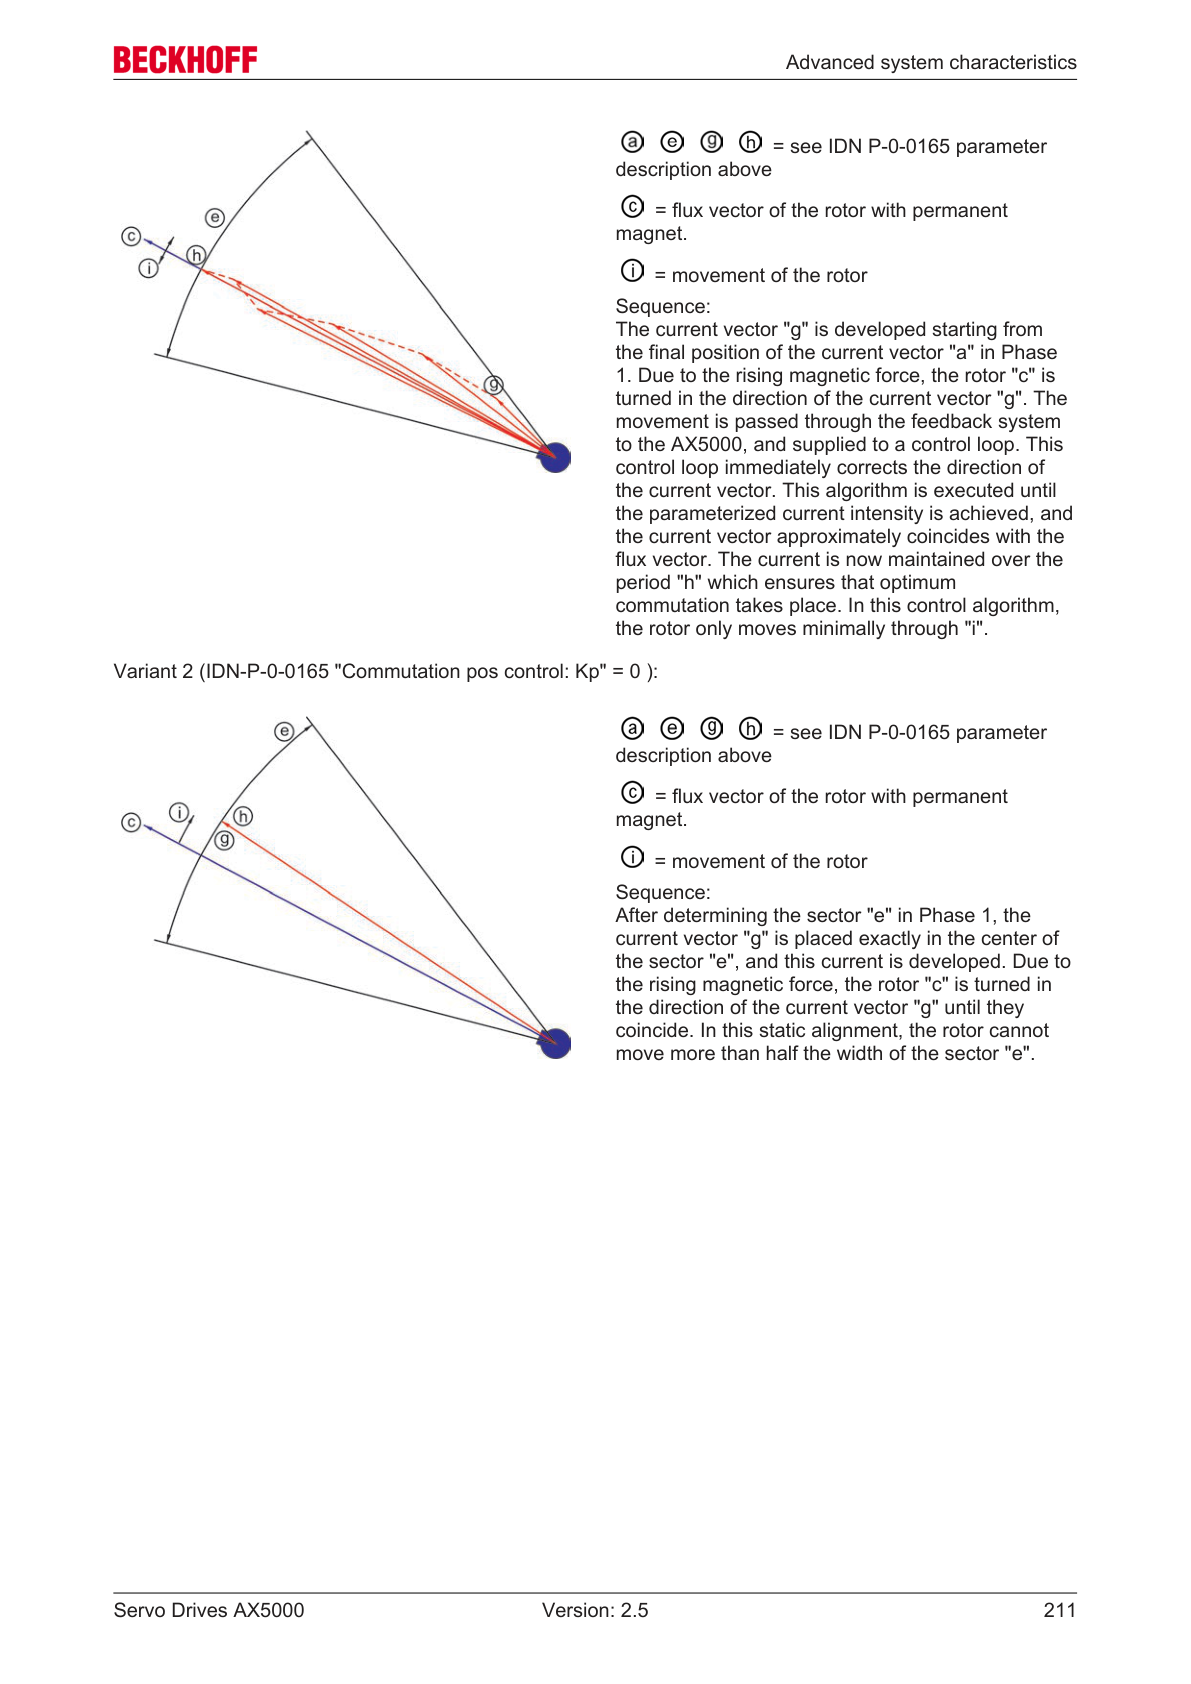 BECKHOFF
Advanced system characteristics
e
c
h
i
g
a e g h = see IDN P-0-0165 parameter
description above
c = flux vector of the rotor with permanent
magnet.
i = movement of the rotor
Sequence:
The current vector "g" is developed starting from
the final position of the current vector "a" in Phase
1. Due to the rising magnetic force, the rotor "c" is
turned in the direction of the current vector "g". The
movement is passed through the feedback system
to the AX5000, and supplied to a control loop. This
control loop immediately corrects the direction of
the current vector. This algorithm is executed until
the parameterized current intensity is achieved, and
the current vector approximately coincides with the
flux vector. The current is now maintained over the
period "h" which ensures that optimum
commutation takes place. In this control algorithm,
the rotor only moves minimally through "i".
Variant 2 (IDN-P-0-0165 "Commutation pos control: Kp" = 0 ):
e
i
c
h
g
a e g h = see IDN P-0-0165 parameter
description above
c = flux vector of the rotor with permanent
magnet.
i = movement of the rotor
Sequence:
After determining the sector "e" in Phase 1, the
current vector "g" is placed exactly in the center of
the sector "e", and this current is developed. Due to
the rising magnetic force, the rotor "c" is turned in
the direction of the current vector "g" until they
coincide. In this static alignment, the rotor cannot
move more than half the width of the sector "e".
Servo Drives AX5000
Version: 2.5
211